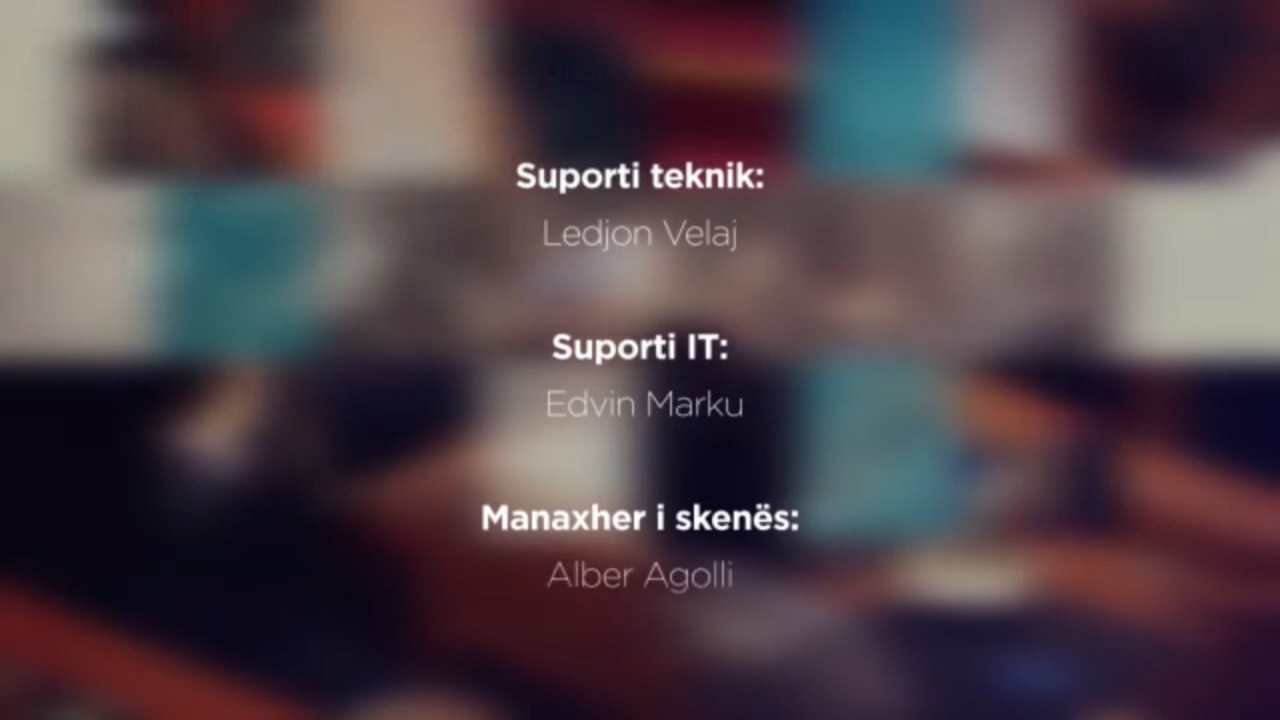 Suporti teknik:
Ledjon Velaj
Suporti IT:
Edvin Marku
Manaxher i skenës:
Alber Agolli